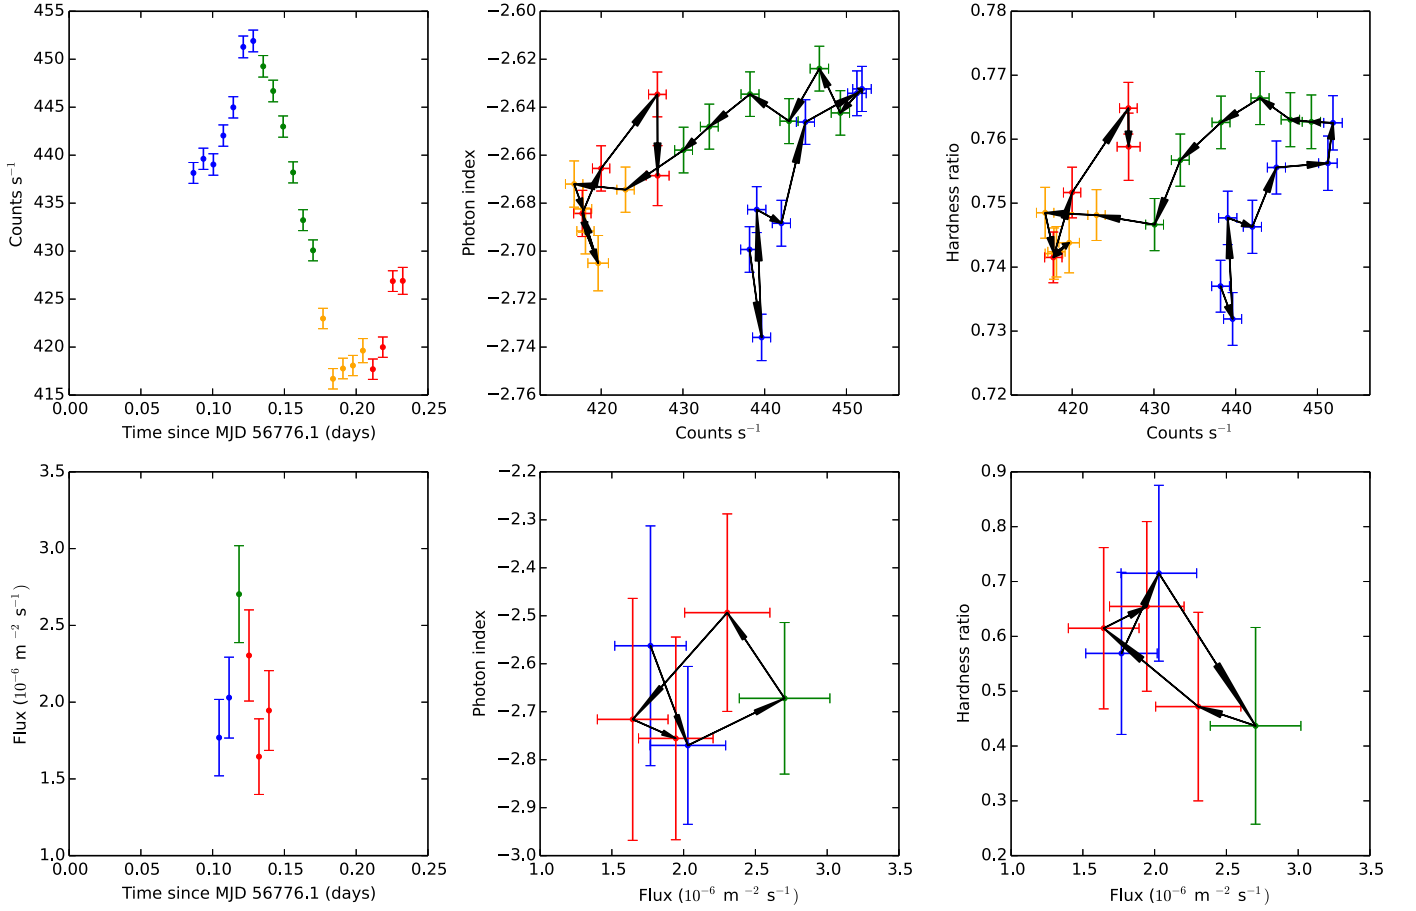 455
450
445
440
435
430
425
420
415
Counts s⁻¹
0.00 0.05 0.10 0.15 0.20 0.25
Time since MJD 56776.1 (days)
−2.60
−2.62
−2.64
−2.66
−2.68
−2.70
−2.72
−2.74
−2.76
Photon index
420 430 440 450
Counts s⁻¹
0.78
0.77
0.76
0.75
0.74
0.73
0.72
Hardness ratio
420 430 440 450
Counts s⁻¹
3.5
3.0
2.5
2.0
1.5
1.0
Flux (10⁻⁶ m ⁻² s⁻¹)
0.00 0.05 0.10 0.15 0.20 0.25
Time since MJD 56776.1 (days)
−2.2
−2.3
−2.4
−2.5
−2.6
−2.7
−2.8
−2.9
−3.0
Photon index
1.0 1.5 2.0 2.5 3.0 3.5
Flux (10⁻⁶ m ⁻² s⁻¹)
0.9
0.8
0.7
0.6
0.5
0.4
0.3
0.2
Hardness ratio
1.0 1.5 2.0 2.5 3.0 3.5
Flux (10⁻⁶ m ⁻² s⁻¹)